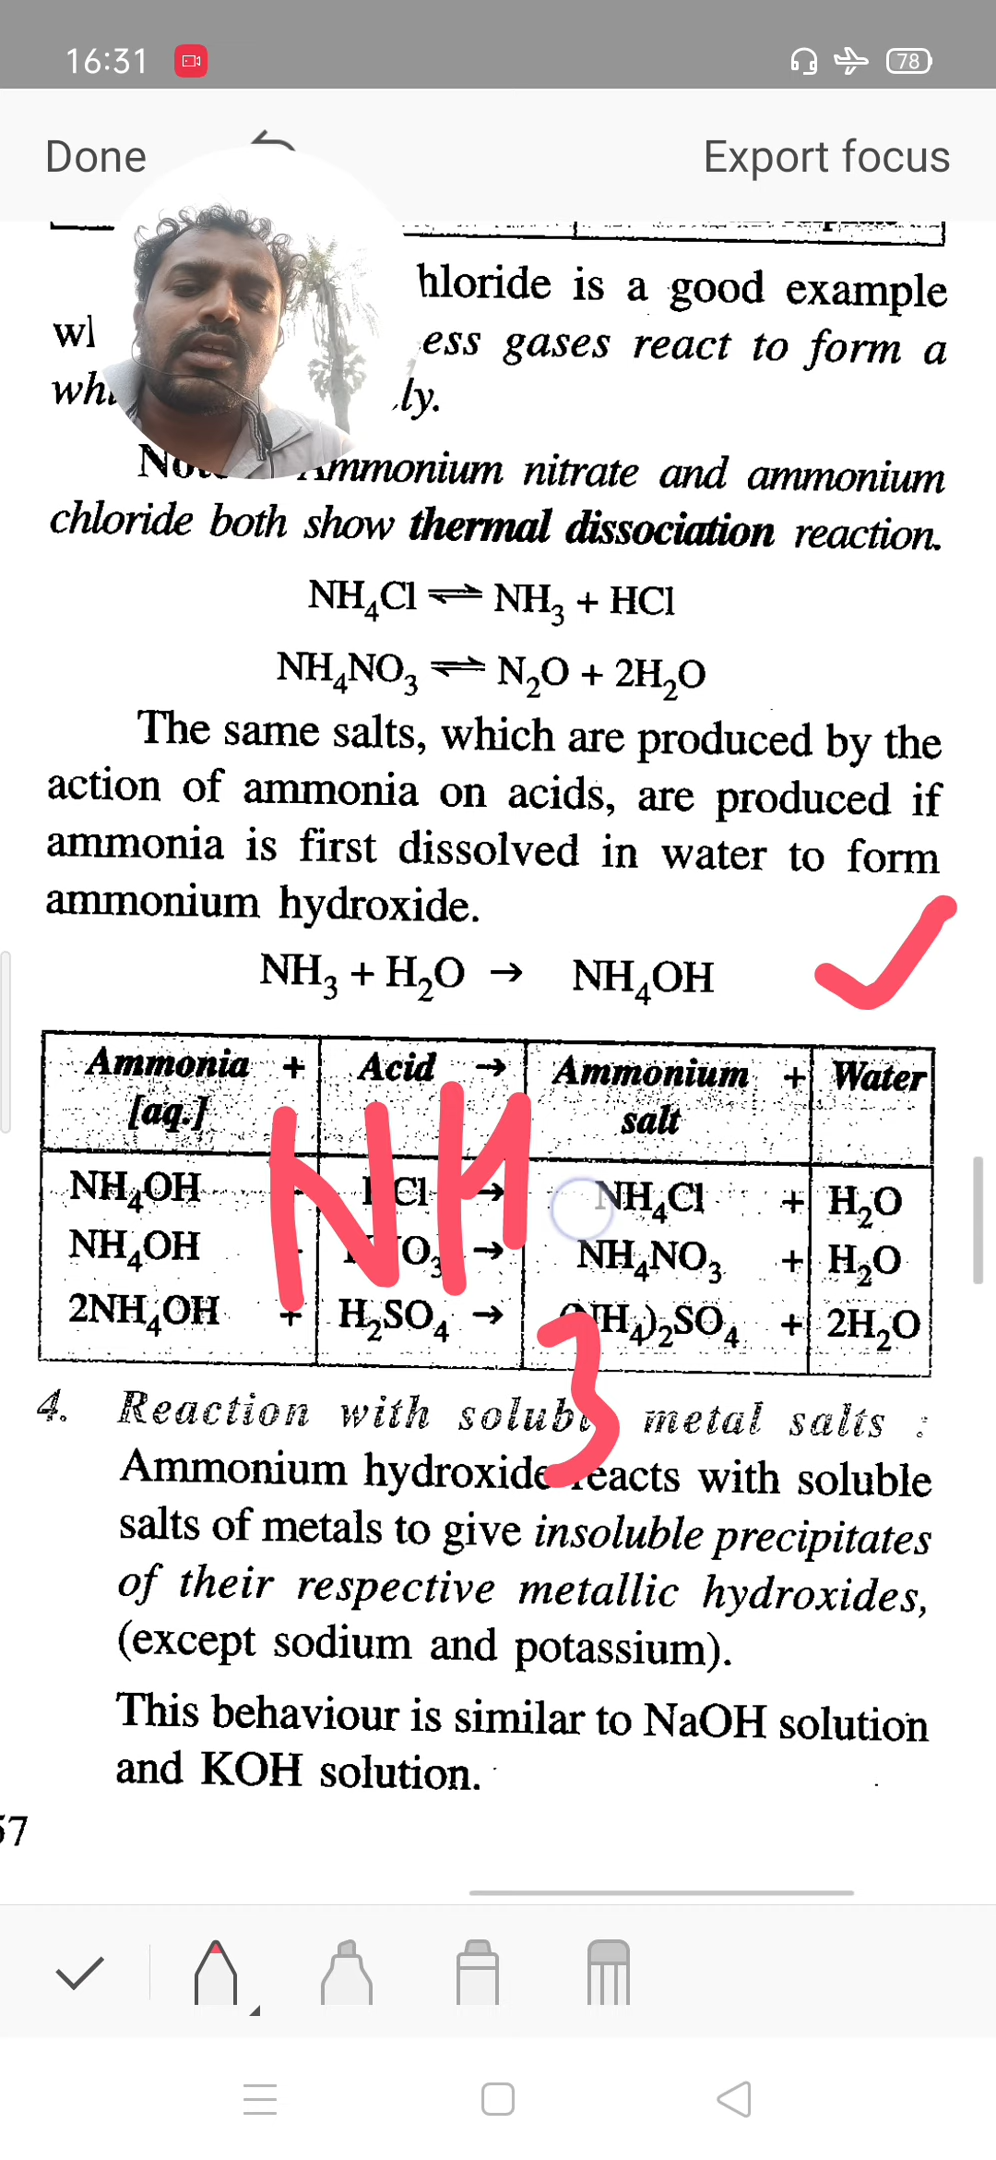 16:31 78
Done Export focus
hloride is a good example
ess gases react to form a
ly.
Ammonium nitrate and ammonium
chloride both show thermal dissociation reaction.
NH₄Cl ⇌ NH₃ + HCl
NH₄NO₃ ⇌ N₂O + 2H₂O
The same salts, which are produced by the
action of ammonia on acids, are produced if
ammonia is first dissolved in water to form
ammonium hydroxide.
NH₃ + H₂O → NH₄OH
Ammonia + Acid → Ammonium + Water
[aq.] salt
NH₄OH Cl → NH₄Cl + H₂O
NH₄OH O₃ → NH₄NO₃ + H₂O
2NH₄OH + H₂SO₄ → (NH₄)₂SO₄ + 2H₂O
NH
3
4. Reaction with solub metal salts :
Ammonium hydroxide reacts with soluble
salts of metals to give insoluble precipitates
of their respective metallic hydroxides,
(except sodium and potassium).
This behaviour is similar to NaOH solution
and KOH solution.
57